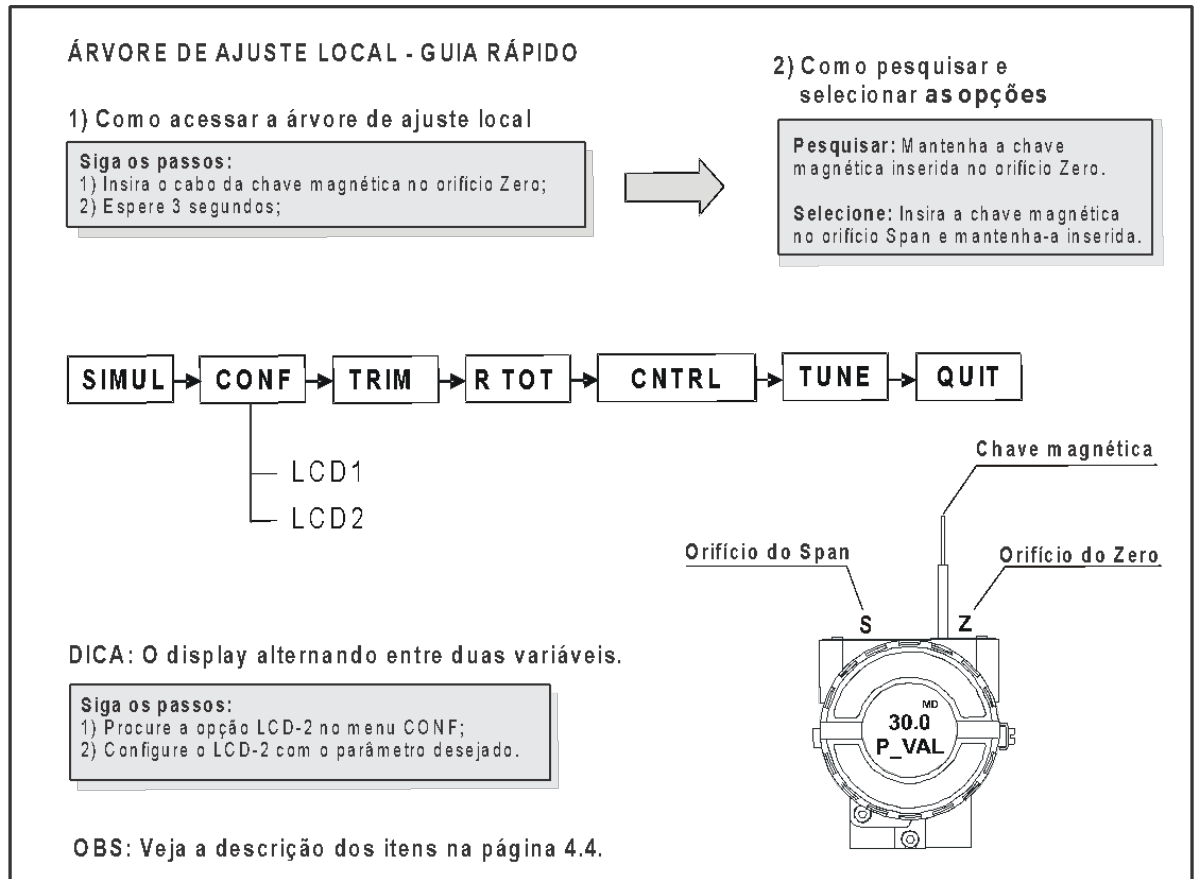 ÁRVORE DE AJUSTE LOCAL - GUIA RÁPIDO
1) Como acessar a árvore de ajuste local
Siga os passos:
1) Insira o cabo da chave magnética no orifício Zero;
2) Espere 3 segundos;
2) Como pesquisar e
selecionar as opções
Pesquisar: Mantenha a chave
magnética inserida no orifício Zero.
Selecione: Insira a chave magnética
no orifício Span e mantenha-a inserida.
SIMUL CONF TRIM R TOT CNTRL TUNE QUIT
LCD1
LCD2
Chave magnética
Orifício do Span
Orifício do Zero
S Z
MD
30.0
P_VAL
DICA: O display alternando entre duas variáveis.
Siga os passos:
1) Procure a opção LCD-2 no menu CONF;
2) Configure o LCD-2 com o parâmetro desejado.
OBS: Veja a descrição dos itens na página 4.4.